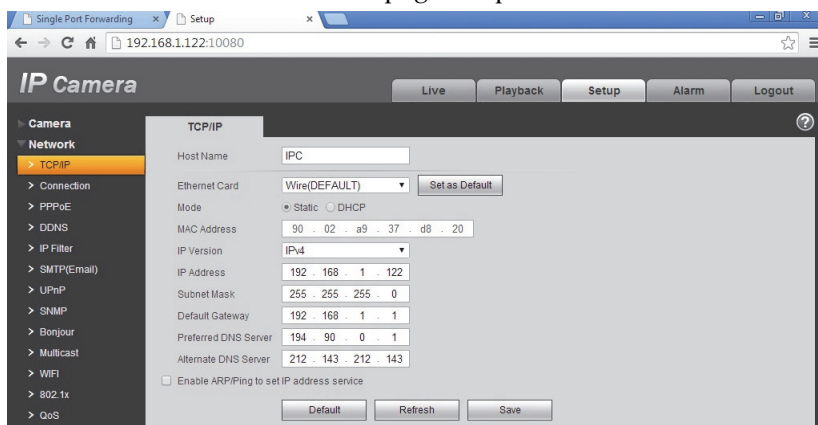 Single Port Forwarding × Setup ×
192.168.1.122:10080
IP Camera
Live Playback Setup Alarm Logout
Camera
TCP/IP
Network
TCP/IP
Connection
PPPoE
DDNS
IP Filter
SMTP(Email)
UPnP
SNMP
Bonjour
Multicast
WIFI
802.1x
QoS
Host Name IPC
Ethernet Card Wire(DEFAULT) Set as Default
Mode Static DHCP
MAC Address 90 . 02 . a9 . 37 . d8 . 20
IP Version IPv4
IP Address 192 . 168 . 1 . 122
Subnet Mask 255 . 255 . 255 . 0
Default Gateway 192 . 168 . 1 . 1
Preferred DNS Server 194 . 90 . 0 . 1
Alternate DNS Server 212 . 143 . 212 . 143
Enable ARP/Ping to set IP address service
Default Refresh Save